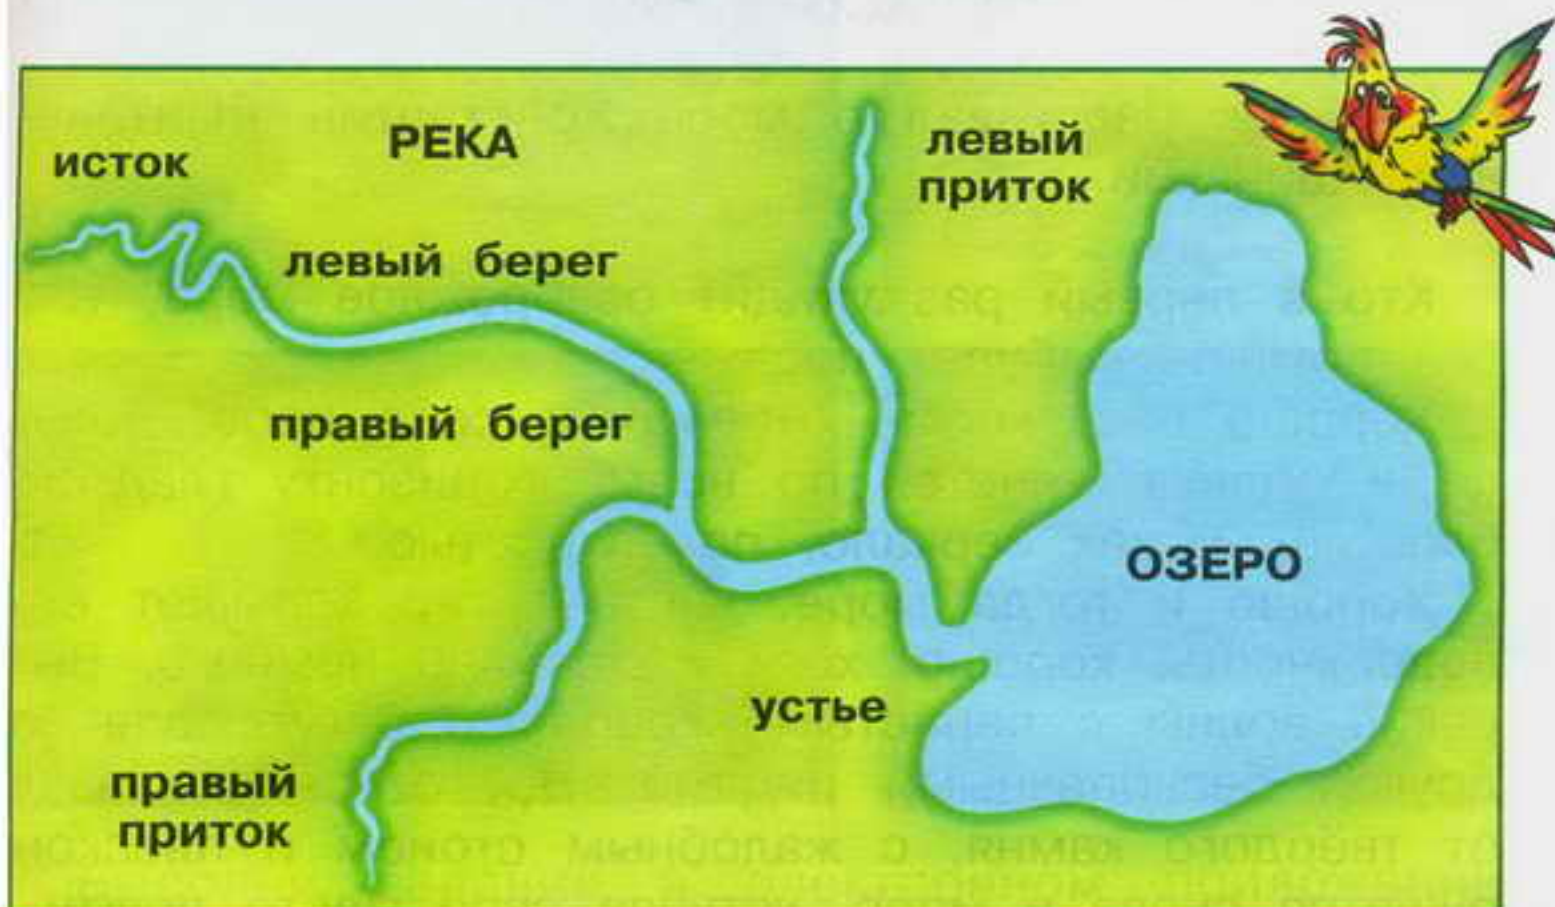 РЕКА
исток
левый
приток
левый берег
правый берег
ОЗЕРО
устье
правый
приток